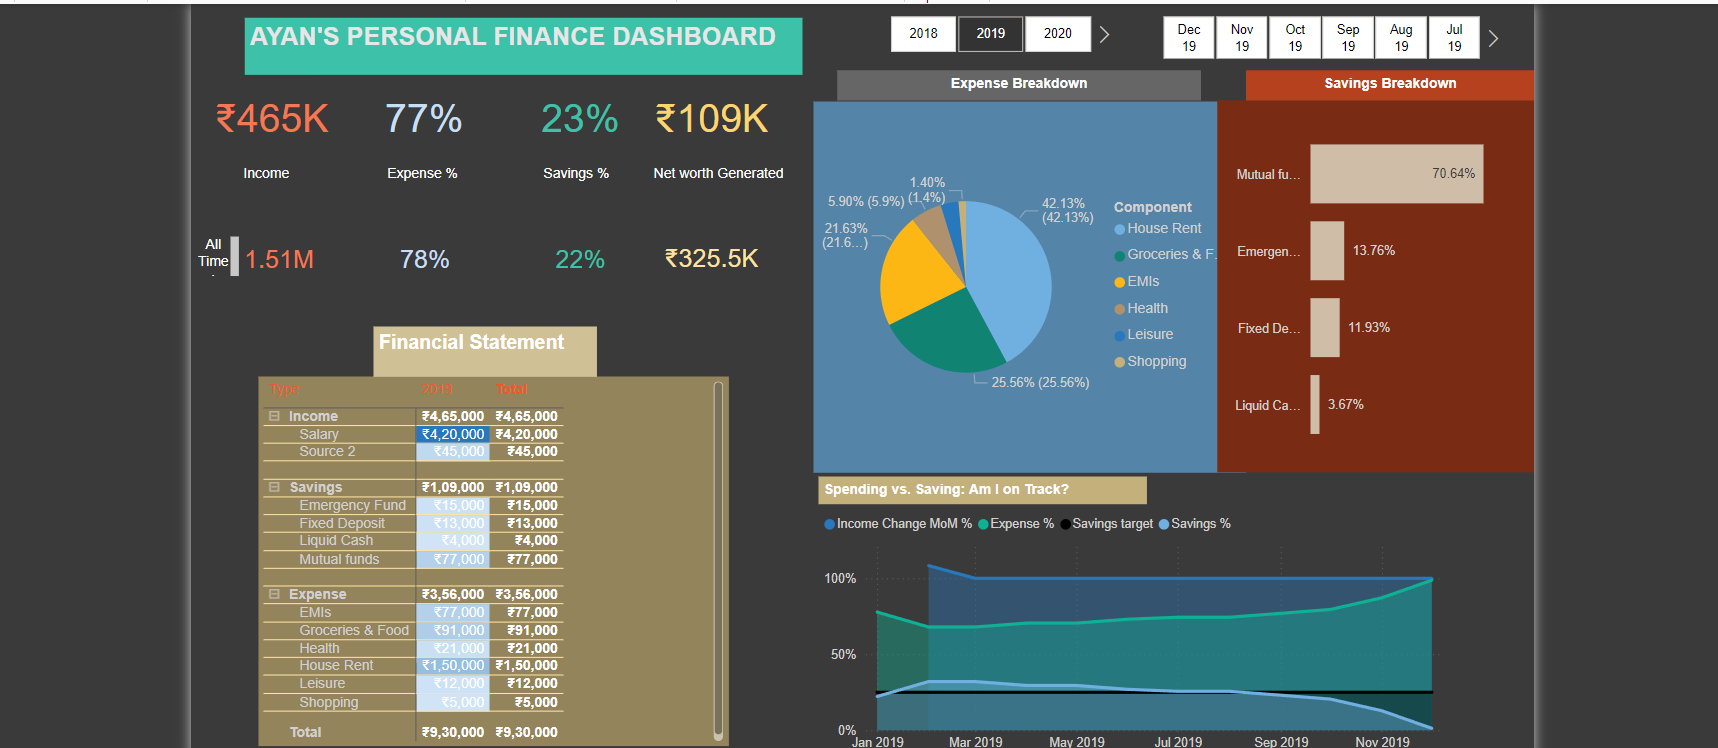 AYAN'S PERSONAL FINANCE DASHBOARD
2018
2019
2020
Dec 19
Nov 19
Oct 19
Sep 19
Aug 19
Jul 19
₹465K
77%
23%
₹109K
Income
Expense %
Savings %
Net worth Generated
All Time
1.51M
78%
22%
₹325.5K
Expense Breakdown
1.40% (1.4%)
5.90% (5.9%)
21.63% (21.6...)
42.13% (42.13%)
25.56% (25.56%)
Component
House Rent
Groceries & F.
EMIs
Health
Leisure
Shopping
Savings Breakdown
Mutual fu... 70.64%
Emergen... 13.76%
Fixed De... 11.93%
Liquid Ca... 3.67%
Financial Statement
Type 2019 Total
Income ₹4,65,000 ₹4,65,000
Salary ₹4,20,000 ₹4,20,000
Source 2 ₹45,000 ₹45,000
Savings ₹1,09,000 ₹1,09,000
Emergency Fund ₹15,000 ₹15,000
Fixed Deposit ₹13,000 ₹13,000
Liquid Cash ₹4,000 ₹4,000
Mutual funds ₹77,000 ₹77,000
Expense ₹3,56,000 ₹3,56,000
EMIs ₹77,000 ₹77,000
Groceries & Food ₹91,000 ₹91,000
Health ₹21,000 ₹21,000
House Rent ₹1,50,000 ₹1,50,000
Leisure ₹12,000 ₹12,000
Shopping ₹5,000 ₹5,000
Total ₹9,30,000 ₹9,30,000
Spending vs. Saving: Am I on Track?
Income Change MoM % Expense % Savings target Savings %
100%
50%
0%
Jan 2019 Mar 2019 May 2019 Jul 2019 Sep 2019 Nov 2019